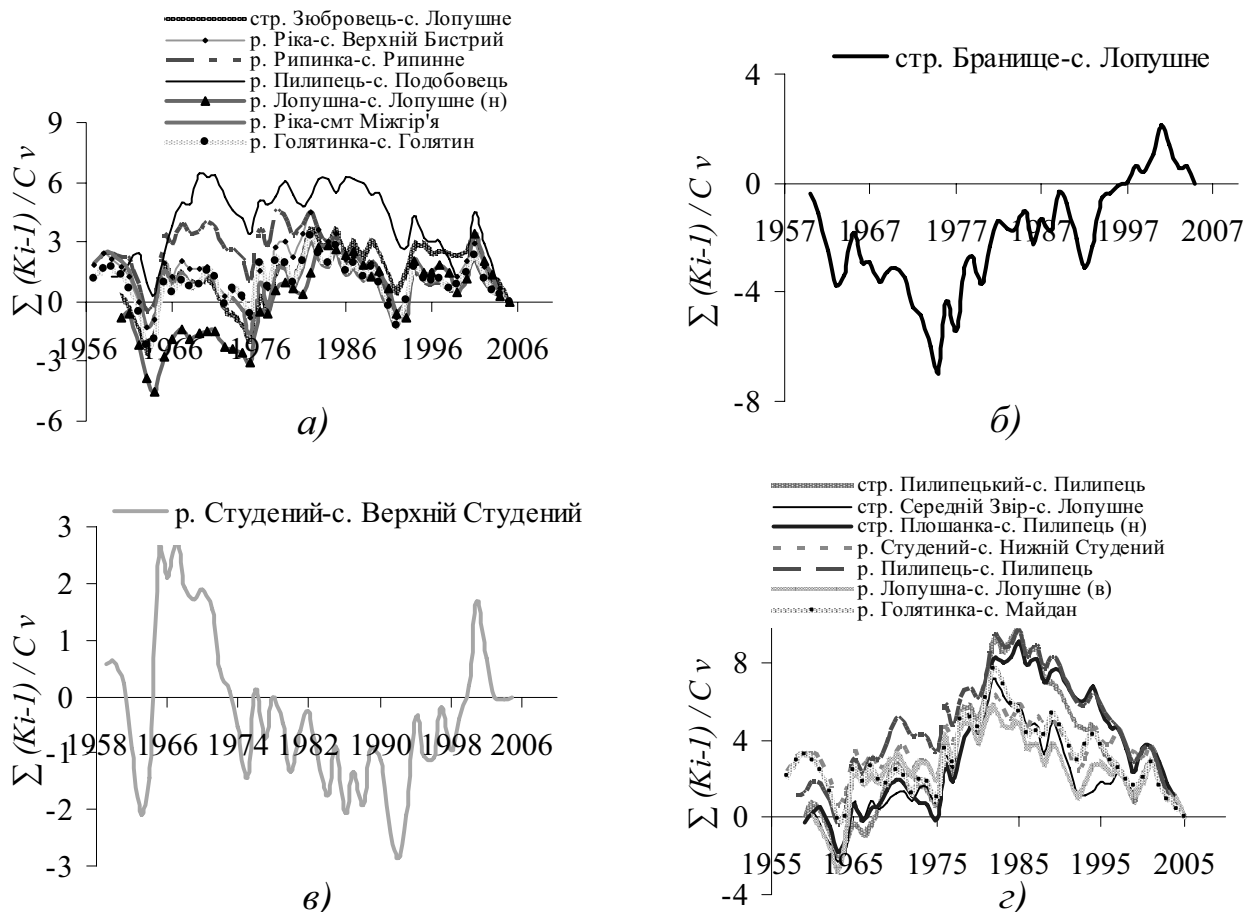 стр. Зюбровець-с. Лопушне
р. Ріка-с. Верхній Бистрий
р. Рипинка-с. Рипинне
р. Пилипець-с. Подобовець
р. Лопушна-с. Лопушне (н)
р. Ріка-смт Міжгір'я
р. Голятинка-с. Голятин
9
6
3
0
-3
-6
∑ (Ki-1) / C v
1956 1966 1976 1986 1996 2006
а)
стр. Бранище-с. Лопушне
4
0
-4
-8
∑ (Ki-1) / C v
1957 1967 1977 1987 1997 2007
б)
р. Студений-с. Верхній Студений
3
2
1
0
-1
-2
-3
∑ (Ki-1) / C v
1958 1966 1974 1982 1990 1998 2006
в)
стр. Пилипецький-с. Пилипець
стр. Середній Звір-с. Лопушне
стр. Плошанка-с. Пилипець (н)
р. Студений-с. Нижній Студений
р. Пилипець-с. Пилипець
р. Лопушна-с. Лопушне (в)
р. Голятинка-с. Майдан
8
4
0
-4
∑ (Ki-1) / C v
1955 1965 1975 1985 1995 2005
г)